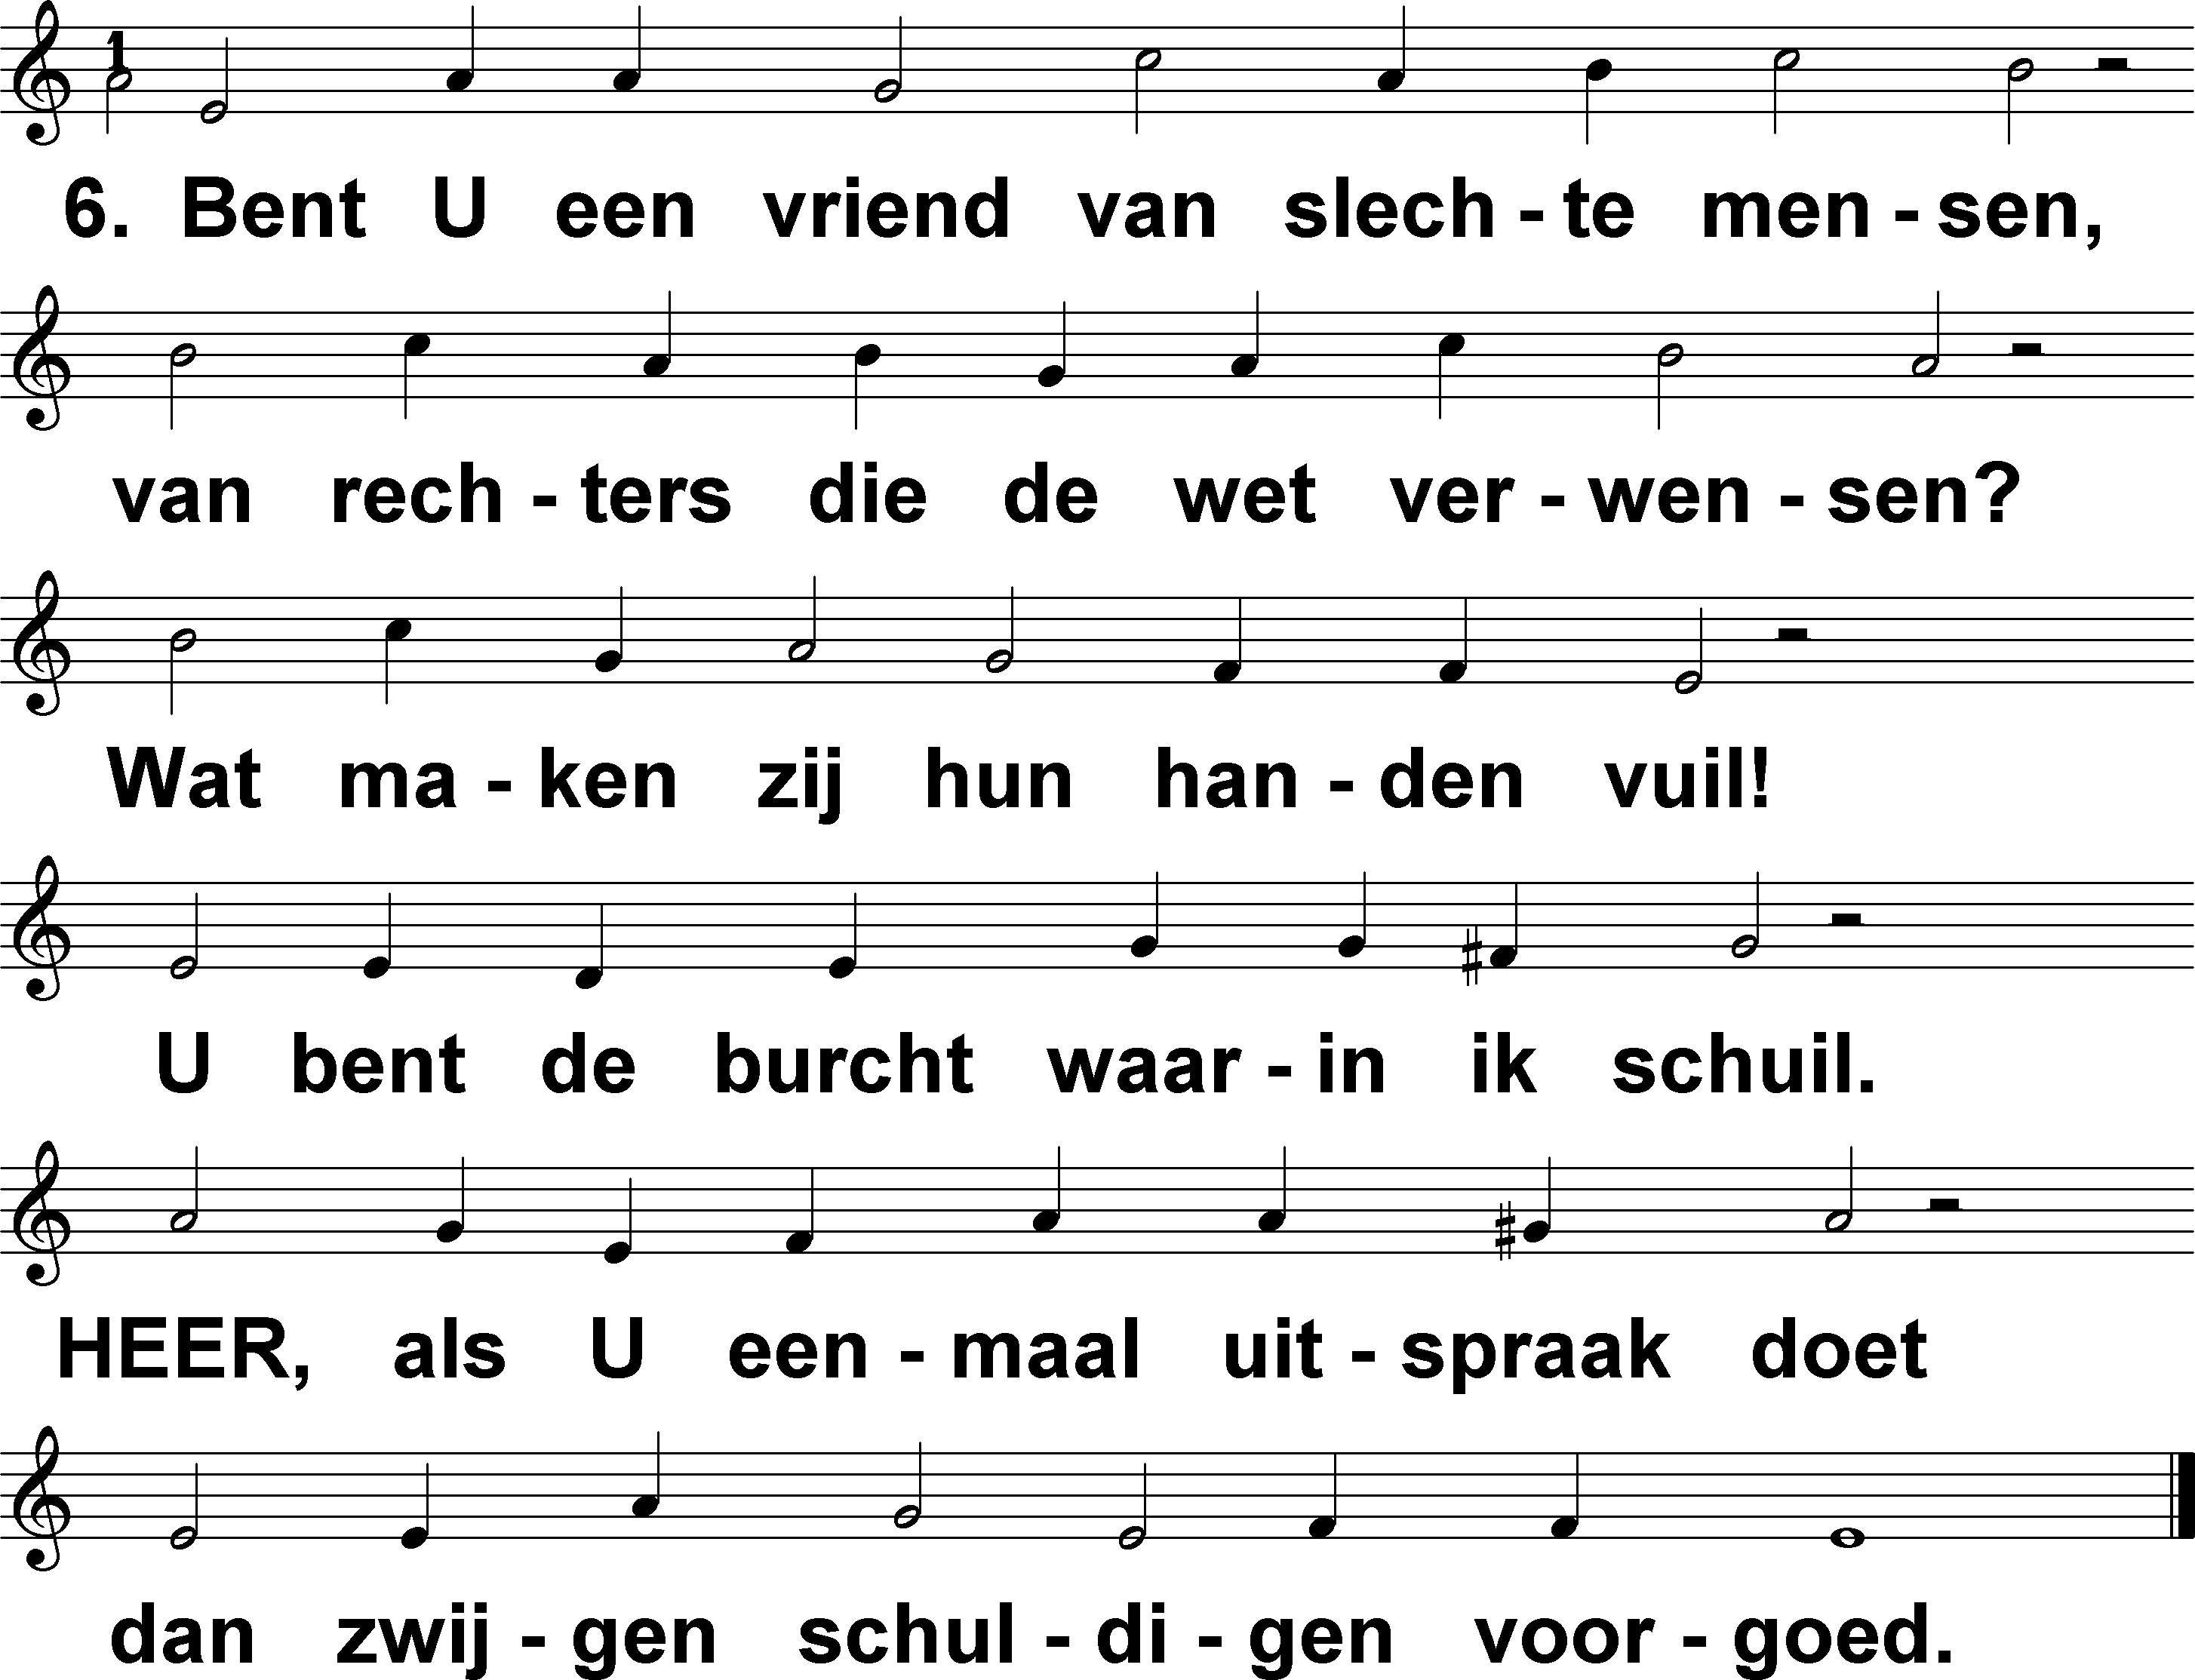 1
6. Bent U een vriend van slech - te men - sen,
van rech - ters die de wet ver - wen - sen?
Wat ma - ken zij hun han - den vuil!
U bent de burcht waar - in ik schuil.
HEER, als U een - maal uit - spraak doet
dan zwij - gen schul - di - gen voor - goed.